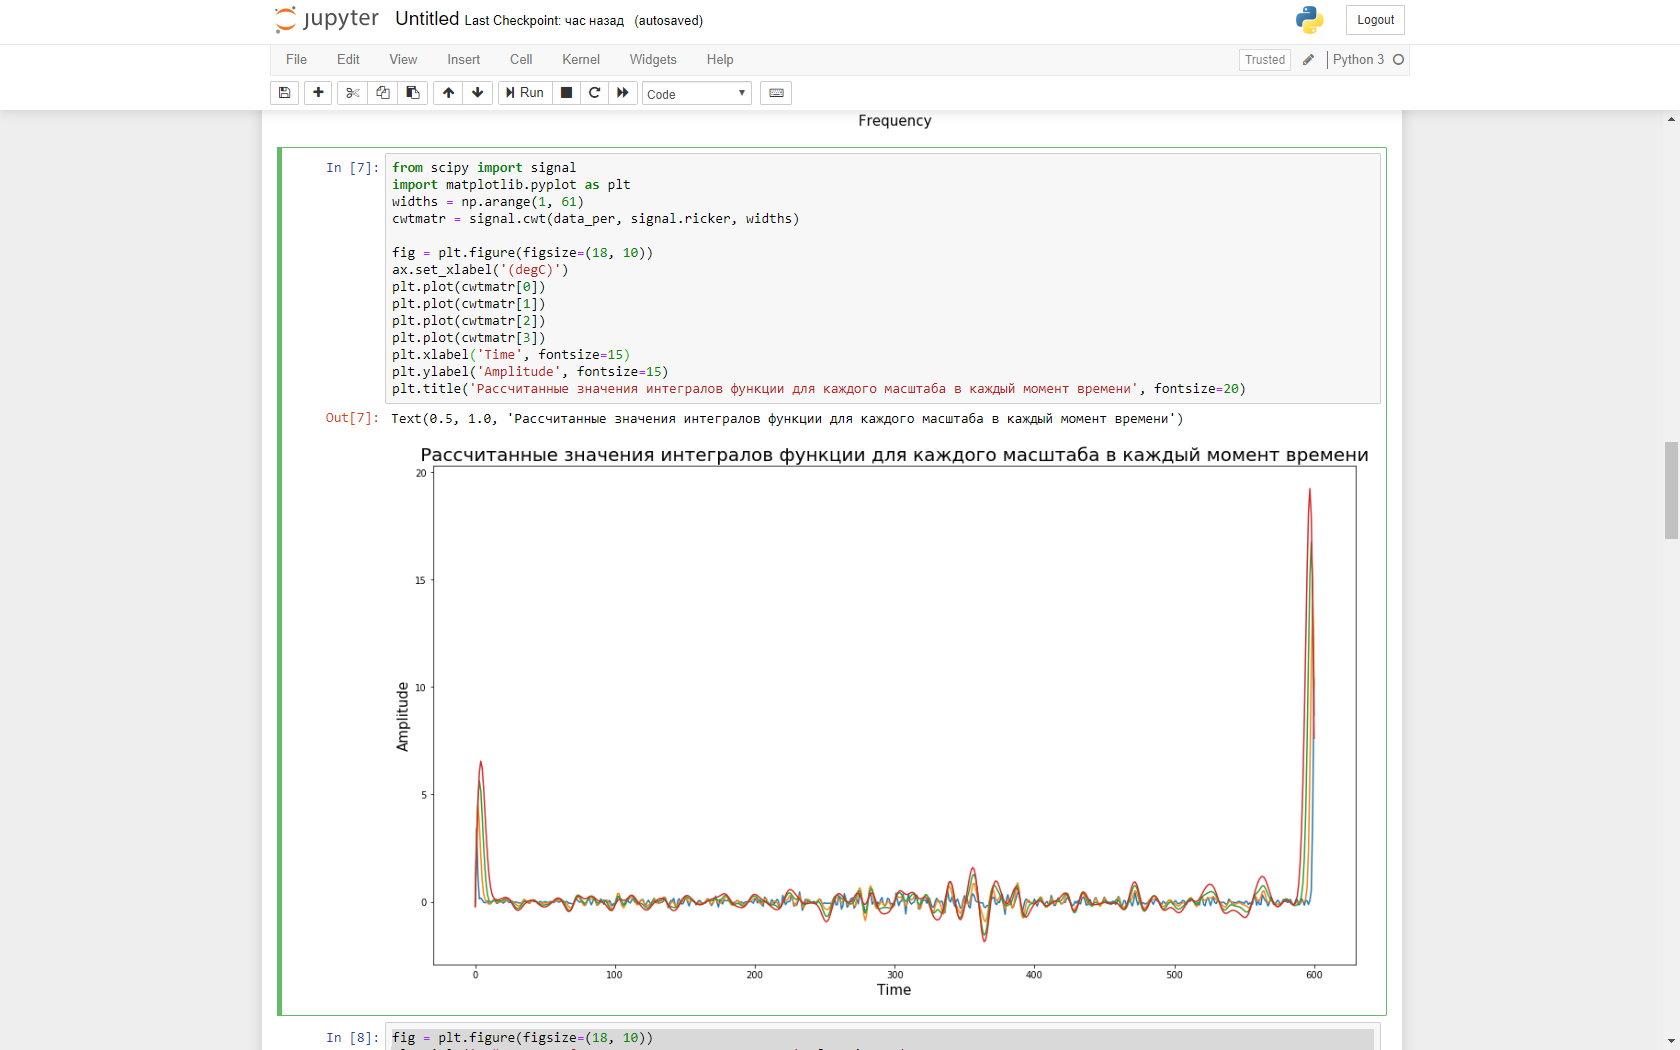 jupyter Untitled Last Checkpoint: час назад (autosaved)
Logout
File Edit View Insert Cell Kernel Widgets Help
Trusted Python 3
Run Code
Frequency
In [7]: from scipy import signal
import matplotlib.pyplot as plt
widths = np.arange(1, 61)
cwtmatr = signal.cwt(data_per, signal.ricker, widths)
fig = plt.figure(figsize=(18, 10))
ax.set_xlabel('(degC)')
plt.plot(cwtmatr[0])
plt.plot(cwtmatr[1])
plt.plot(cwtmatr[2])
plt.plot(cwtmatr[3])
plt.xlabel('Time', fontsize=15)
plt.ylabel('Amplitude', fontsize=15)
plt.title('Рассчитанные значения интегралов функции для каждого масштаба в каждый момент времени', fontsize=20)
Out[7]: Text(0.5, 1.0, 'Рассчитанные значения интегралов функции для каждого масштаба в каждый момент времени')
Рассчитанные значения интегралов функции для каждого масштаба в каждый момент времени
20
15
10
5
0
Amplitude
0 100 200 300 400 500 600
Time
In [8]: fig = plt.figure(figsize=(18, 10))